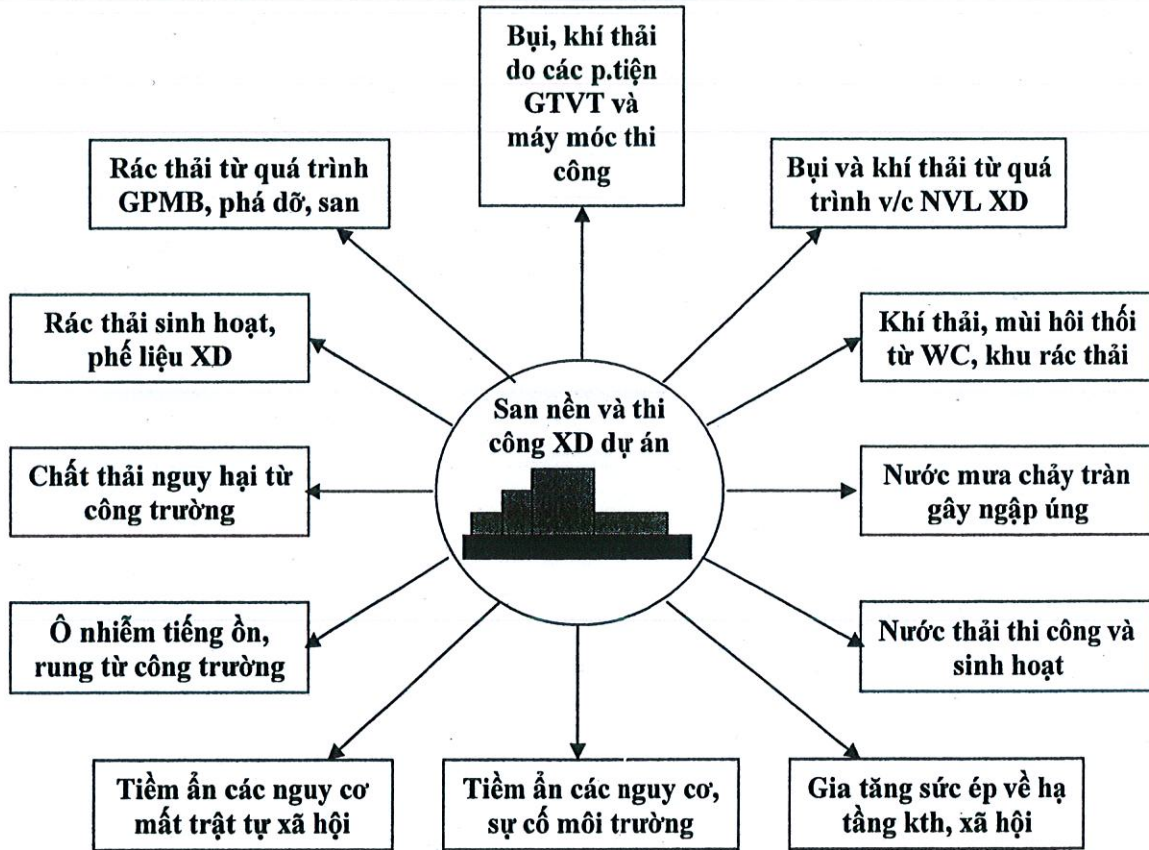 Bụi, khí thải
do các p.tiện
GTVT và
máy móc thi
công
Rác thải từ quá trình
GPMB, phá dỡ, san
Bụi và khí thải từ quá
trình v/c NVL XD
Rác thải sinh hoạt,
phế liệu XD
Khí thải, mùi hôi thối
từ WC, khu rác thải
San nền và thi
công XD dự án
Chất thải nguy hại từ
công trường
Nước mưa chảy tràn
gây ngập úng
Ô nhiễm tiếng ồn,
rung từ công trường
Nước thải thi công và
sinh hoạt
Tiềm ẩn các nguy cơ
mất trật tự xã hội
Tiềm ẩn các nguy cơ,
sự cố môi trường
Gia tăng sức ép về hạ
tầng kth, xã hội